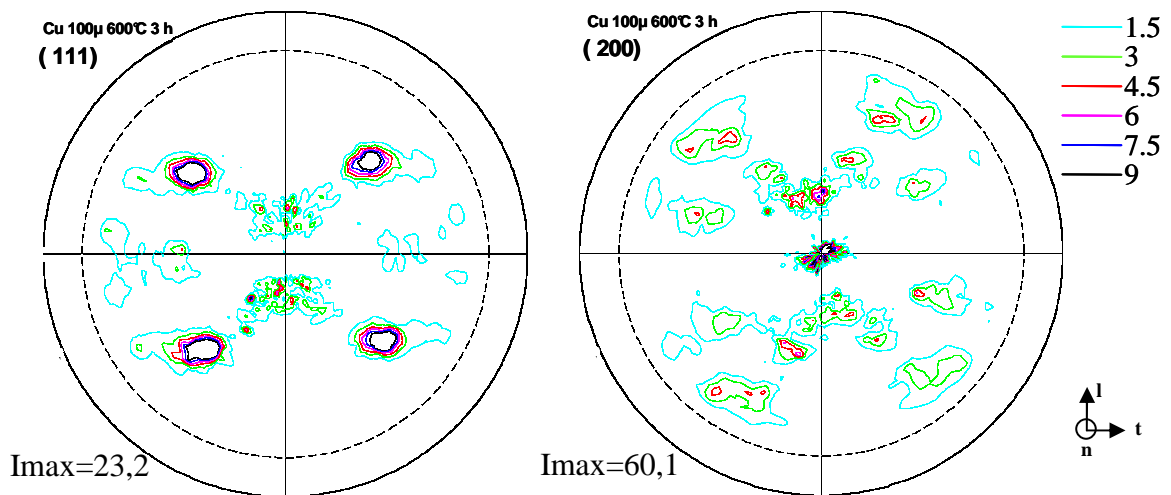 Cu 100µ 600°C 3 h
(111)
Imax=23,2
Cu 100µ 600°C 3 h
(200)
Imax=60,1
1.5
3
4.5
6
7.5
9
l
t
n